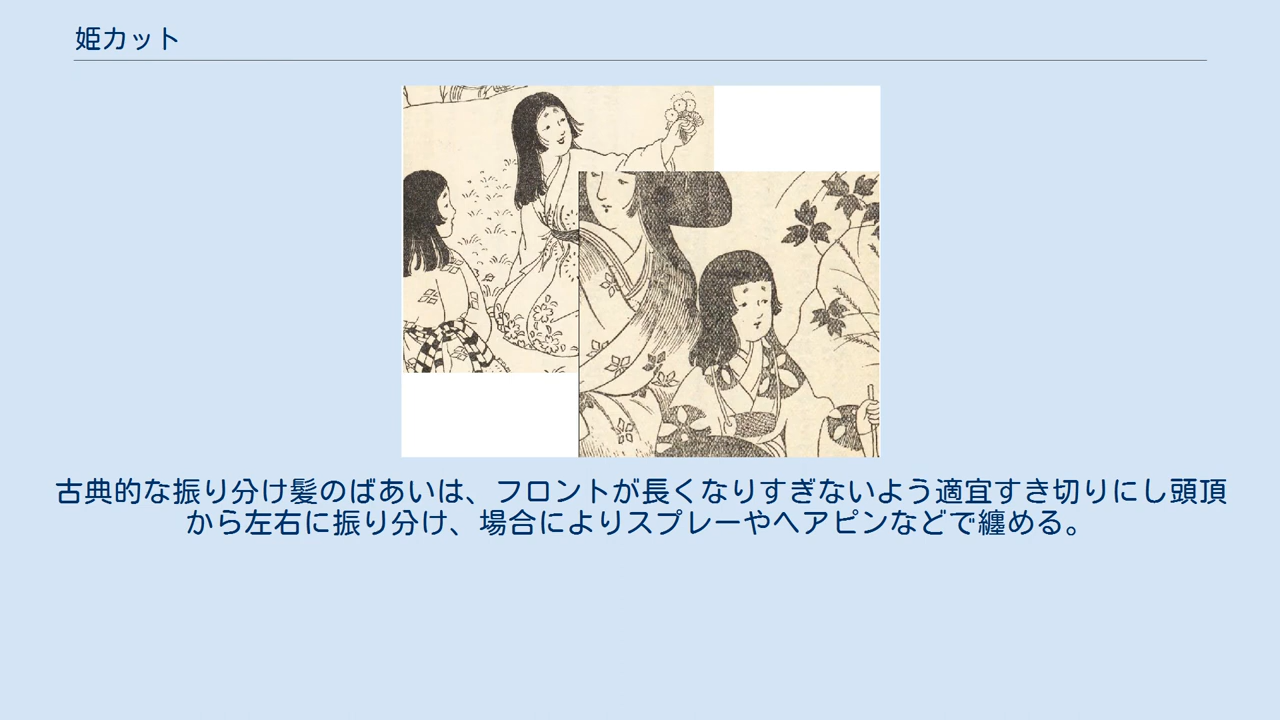 姫カット
古典的な振り分け髪のばあいは、フロントが長くなりすぎないよう適宜すき切りにし頭頂
から左右に振り分け、場合によりスプレーやヘアピンなどで纏める。